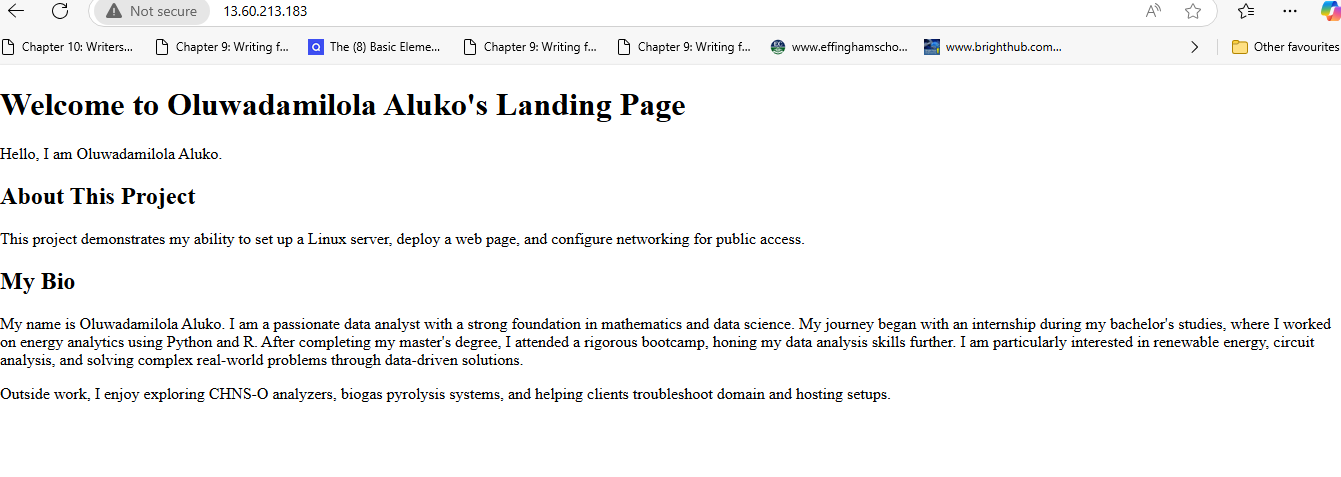 Not secure
13.60.213.183
Chapter 10: Writers...
Chapter 9: Writing f...
Q
The (8) Basic Eleme...
Chapter 9: Writing f...
Chapter 9: Writing f...
www.effinghamscho...
www.brighthub.com...
Other favourites
Welcome to Oluwadamilola Aluko's Landing Page
Hello, I am Oluwadamilola Aluko.
About This Project
This project demonstrates my ability to set up a Linux server, deploy a web page, and configure networking for public access.
My Bio
My name is Oluwadamilola Aluko. I am a passionate data analyst with a strong foundation in mathematics and data science. My journey began with an internship during my bachelor's studies, where I worked
on energy analytics using Python and R. After completing my master's degree, I attended a rigorous bootcamp, honing my data analysis skills further. I am particularly interested in renewable energy, circuit
analysis, and solving complex real-world problems through data-driven solutions.
Outside work, I enjoy exploring CHNS-O analyzers, biogas pyrolysis systems, and helping clients troubleshoot domain and hosting setups.